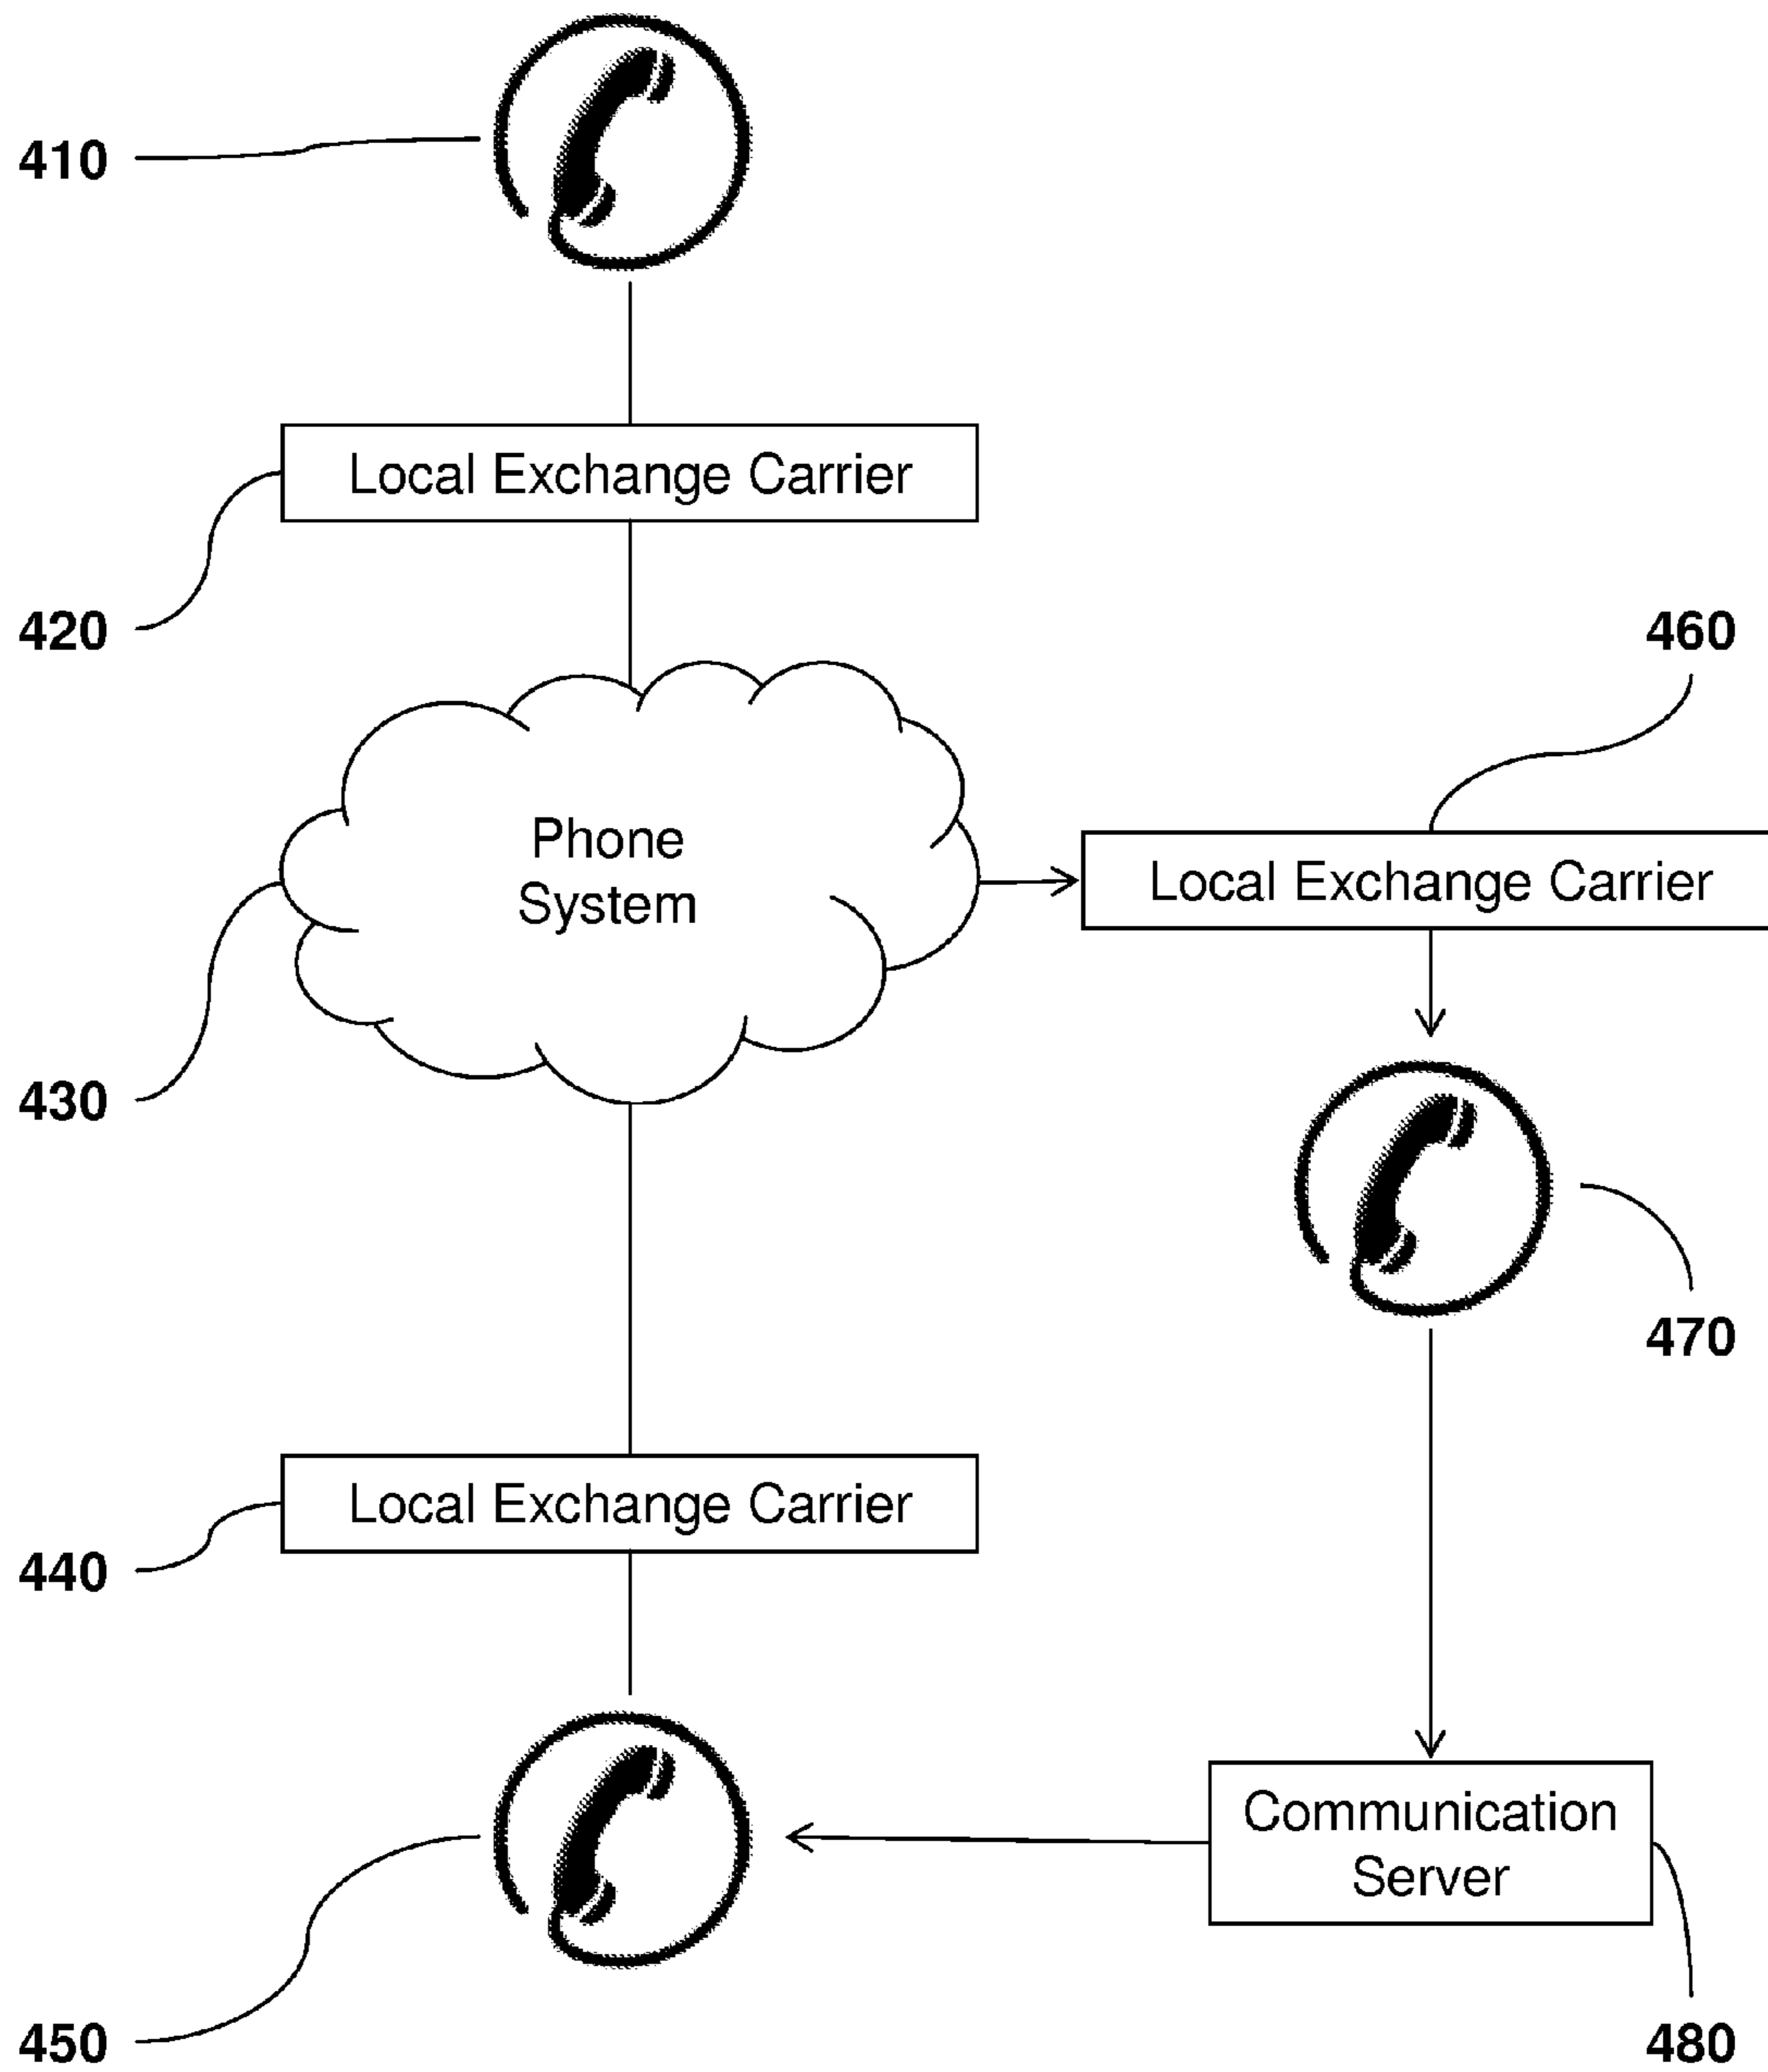 410
Local Exchange Carrier
420
460
Phone
System
Local Exchange Carrier
430
470
Local Exchange Carrier
440
Communication
Server
450
480